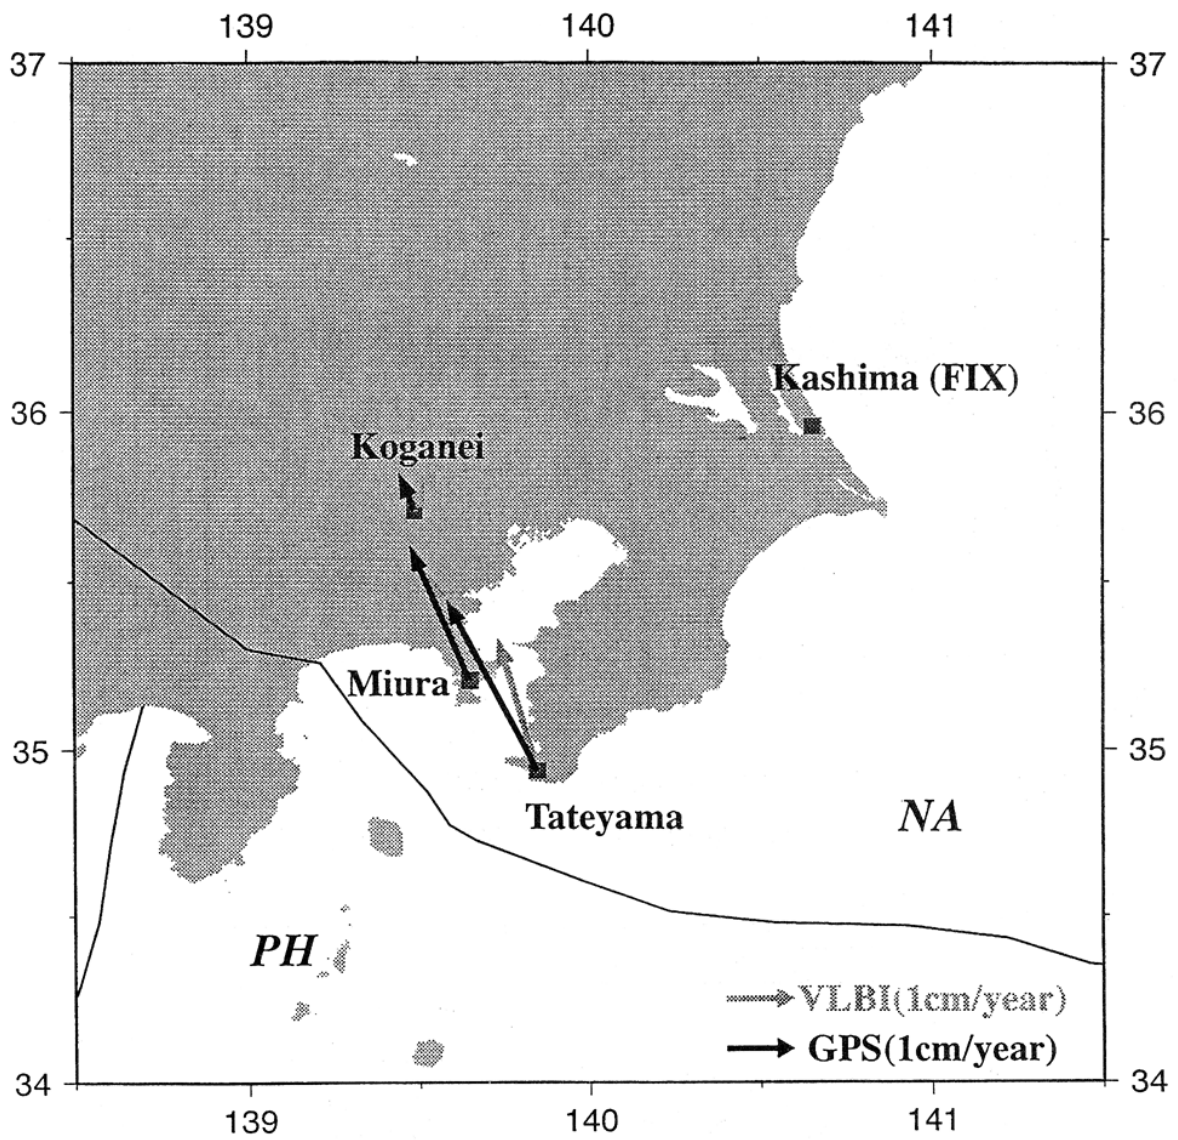 139 140 141
37 37
Kashima (FIX)
36 36
Koganei
Miura
35 35
Tateyama
NA
PH
VLBI(1cm/year)
GPS(1cm/year)
34 34
139 140 141